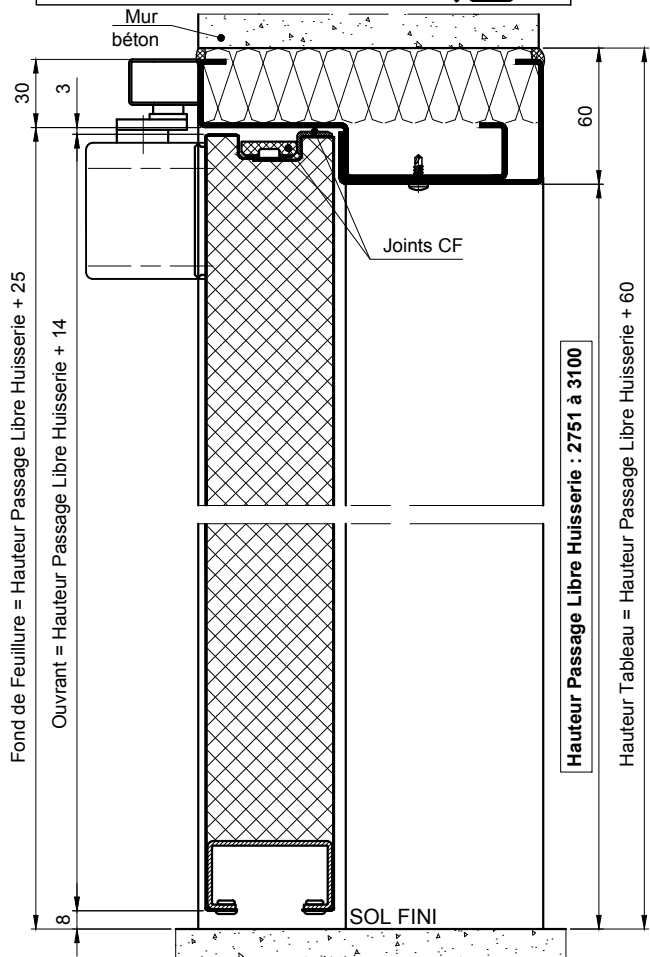 Mur
béton
30
3
60
Joints CF
Fond de Feuillure = Hauteur Passage Libre Huisserie + 25
Ouvrant = Hauteur Passage Libre Huisserie + 14
Hauteur Passage Libre Huisserie : 2751 à 3100
Hauteur Tableau = Hauteur Passage Libre Huisserie + 60
8
SOL FINI